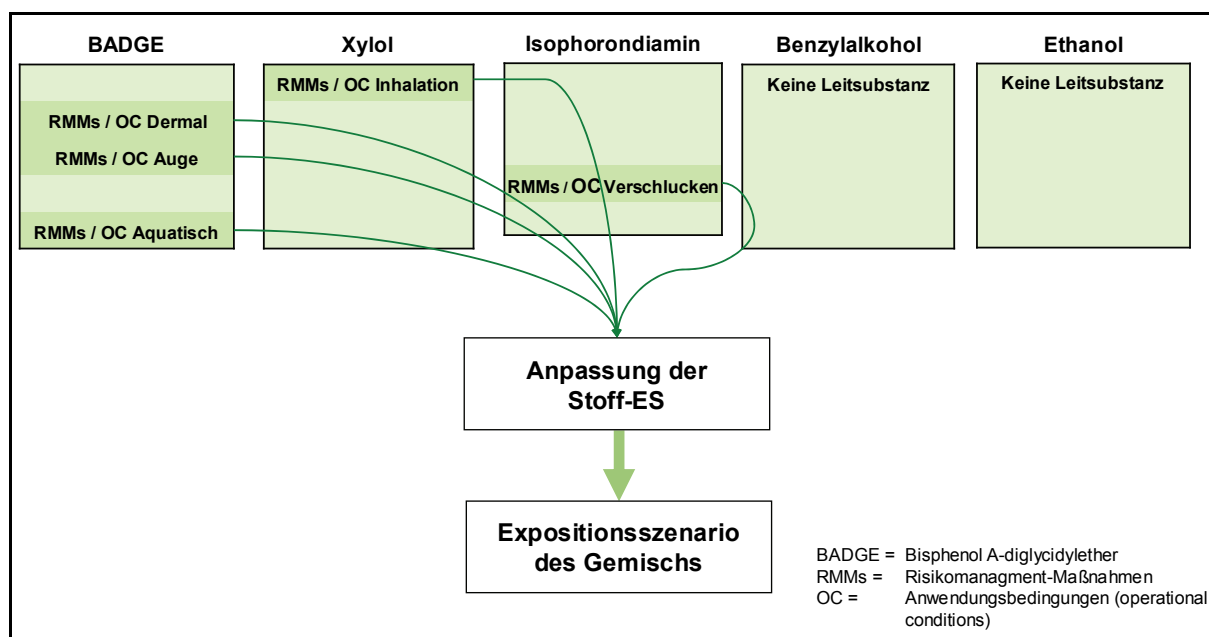 BADGE
Xylol
Isophorondiamin
Benzylalkohol
Ethanol
RMMs / OC Dermal
RMMs / OC Auge
RMMs / OC Aquatisch
RMMs / OC Inhalation
RMMs / OC Verschlucken
Keine Leitsubstanz
Keine Leitsubstanz
Anpassung der
Stoff-ES
Expositionsszenario
des Gemischs
BADGE = Bisphenol A-diglycidylether
RMMs = Risikomanagment-Maßnahmen
OC = Anwendungsbedingungen (operational
conditions)